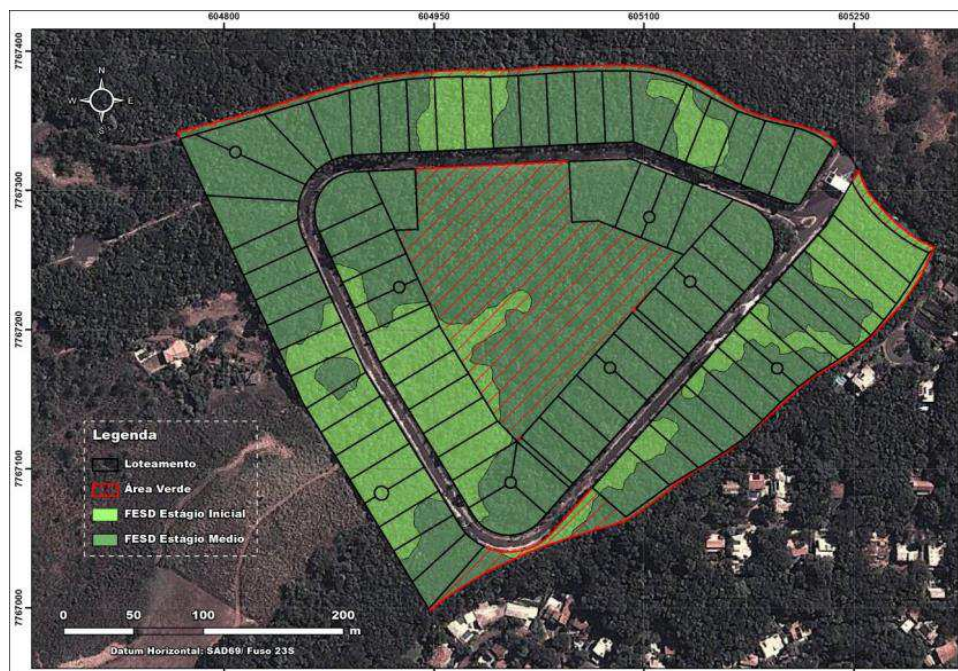 604800 604950 605100 605250
7767400
N
W E
S
7767300
7767200
Legenda
Loteamento
7767100
Área Verde
FESD Estágio Inicial
FESD Estágio Médio
7767000
0 50 100 200
m
Datum Horizontal: SAD69/ Fuso 23S